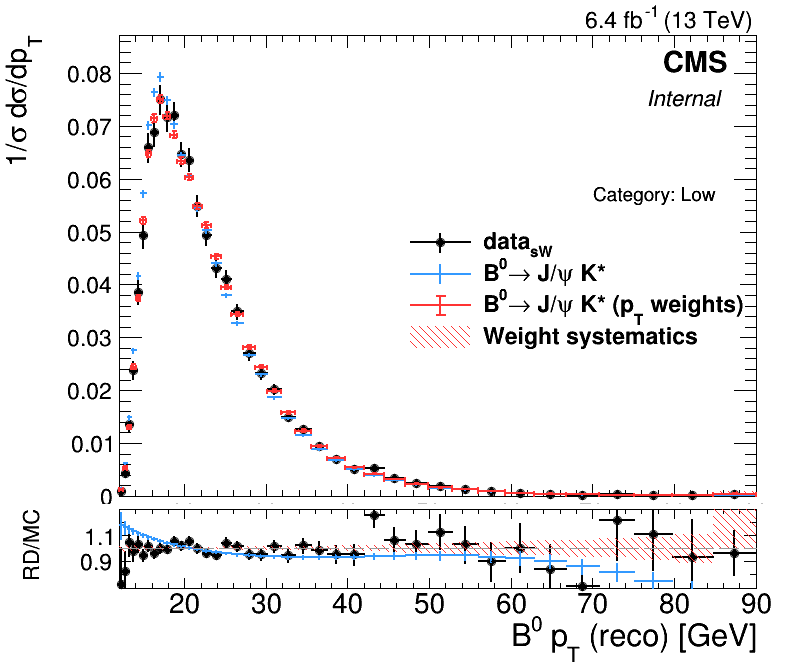 6.4 fb⁻¹ (13 TeV)
CMS
Internal
Category: Low
data_sW
B⁰→ J/ψ K*
B⁰→ J/ψ K* (p_T weights)
Weight systematics
1/σ dσ/dp_T
0.08
0.07
0.06
0.05
0.04
0.03
0.02
0.01
0
RD/MC
1.1
0.9
20 30 40 50 60 70 80 90
B⁰ p_T (reco) [GeV]